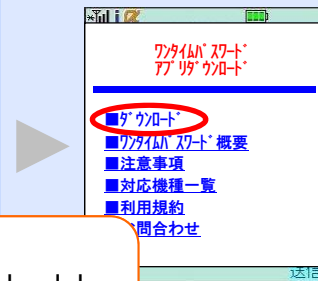 ﾜﾝﾀｲﾑﾊﾟｽﾜｰﾄﾞ
ｱﾌﾟﾘﾀﾞｳﾝﾛｰﾄﾞ
■ﾀﾞｳﾝﾛｰﾄﾞ
■ﾜﾝﾀｲﾑﾊﾟｽﾜｰﾄﾞ概要
■注意事項
■対応機種一覧
■利用規約
問合わせ
送信